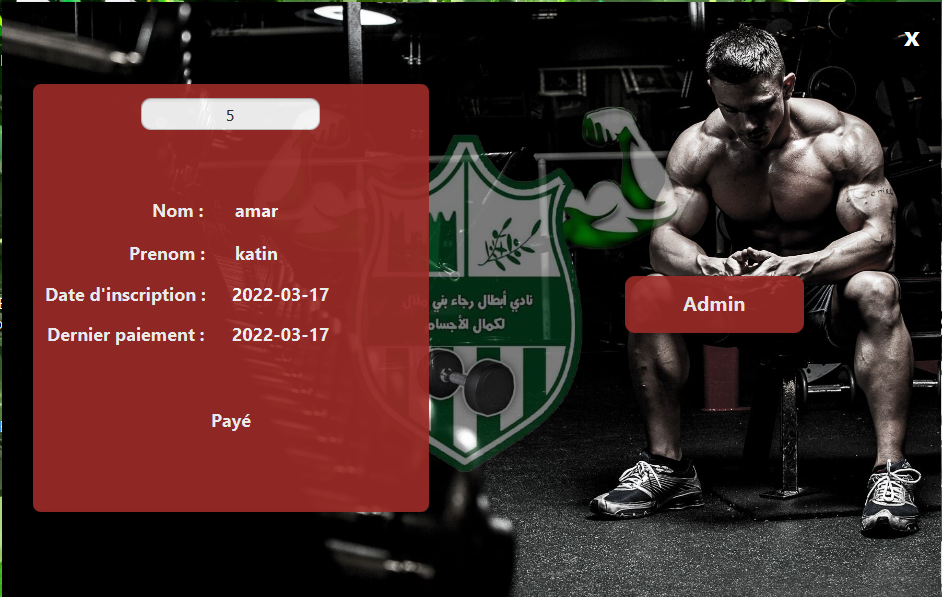 X
5
Nom : amar
Prenom : katin
Date d'inscription : 2022-03-17
Dernier paiement : 2022-03-17
Payé
Admin
نادي أبطال رجاء بني ملال
لكمال الأجسام